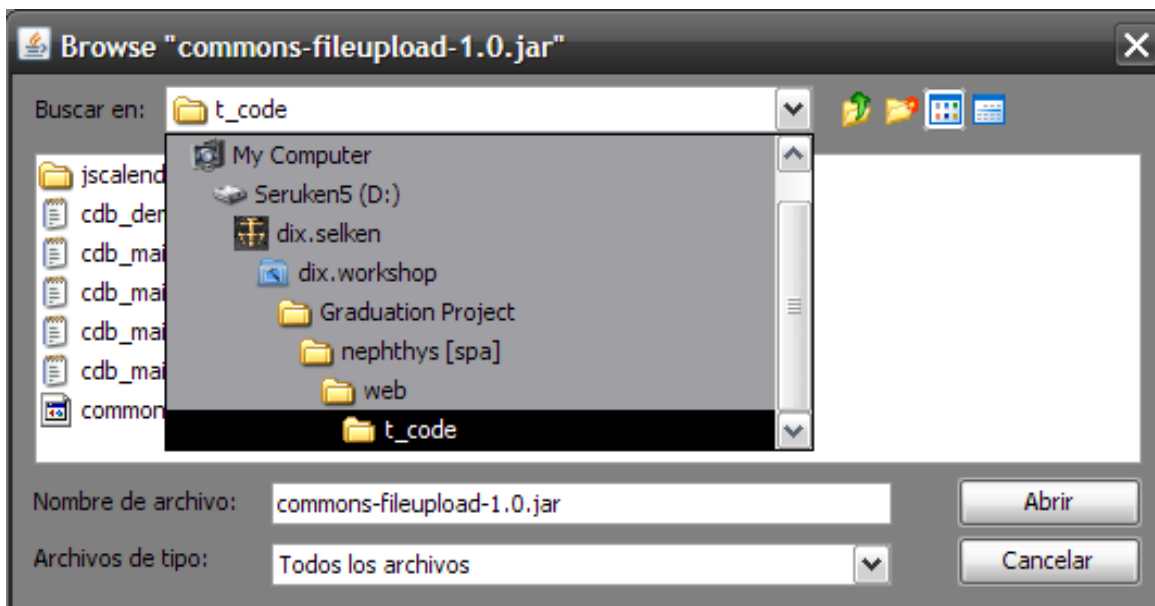 Browse "commons-fileupload-1.0.jar"
Buscar en:
t_code
My Computer
Seruken5 (D:)
dix.selken
dix.workshop
Graduation Project
nephthys [spa]
web
t_code
jscalend
cdb_der
cdb_mai
cdb_mai
cdb_mai
cdb_mai
common
Nombre de archivo:
commons-fileupload-1.0.jar
Abrir
Archivos de tipo:
Todos los archivos
Cancelar